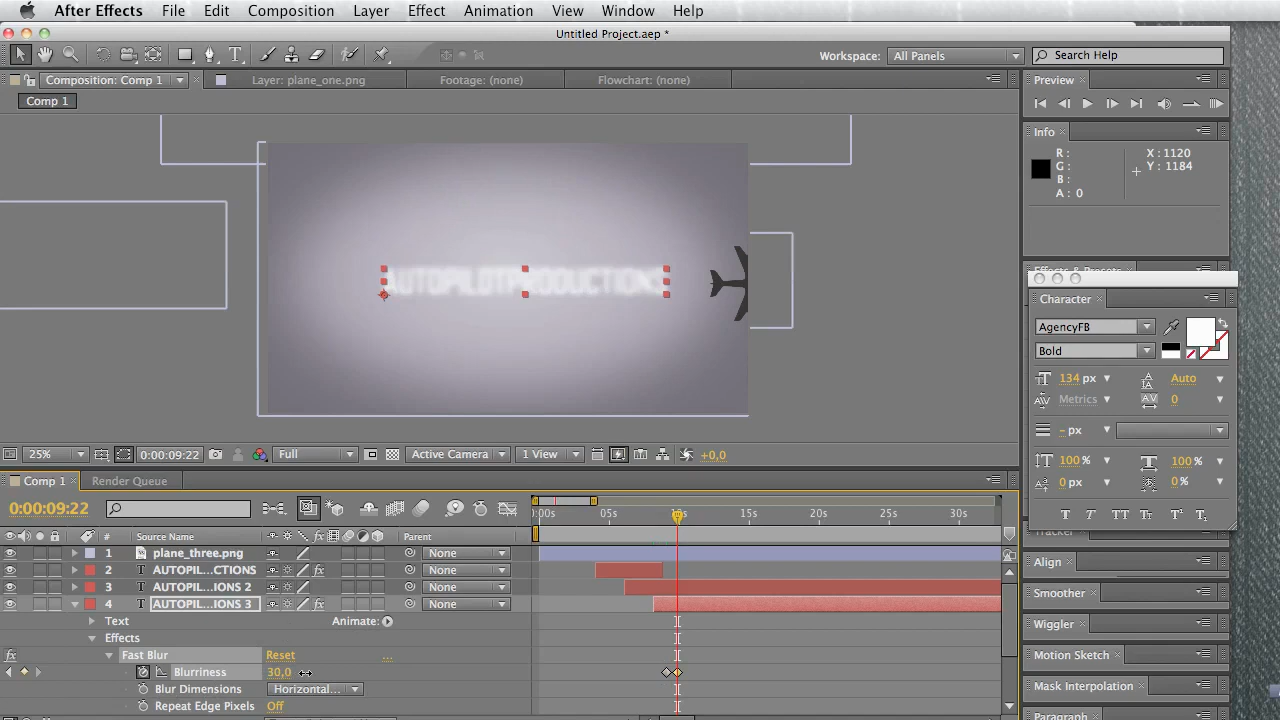 After Effects File Edit Composition Layer Effect Animation View Window Help
Untitled Project.aep *
Workspace: All Panels Search Help
Composition: Comp 1 Layer: plane_one.png Footage: (none) Flowchart: (none) Preview
Comp 1
Info
R: X: 1120
G: Y: 1184
B:
A: 0
AUTOPILOTPRODUCTIONS
Effects & Presets
Character
AgencyFB
Bold
134 px Auto
Metrics 0
- px
100 % 100 %
0 px 0 %
T T TT Tr T¹ T₁
25% 0:00:09:22 Full Active Camera 1 View +0,0
Comp 1 Render Queue
0:00:09:22
:00s 05s 10s 15s 20s 25s 30s
# Source Name Parent
1 plane_three.png None
2 AUTOPIL...CTIONS None
3 AUTOPIL...IONS 2 None
4 AUTOPIL...IONS 3 None
Text Animate:
Effects
Fast Blur Reset ...
Blurriness 30,0
Blur Dimensions Horizontal...
Repeat Edge Pixels Off
Tracker
Align
Smoother
Wiggler
Motion Sketch
Mask Interpolation
Paragraph